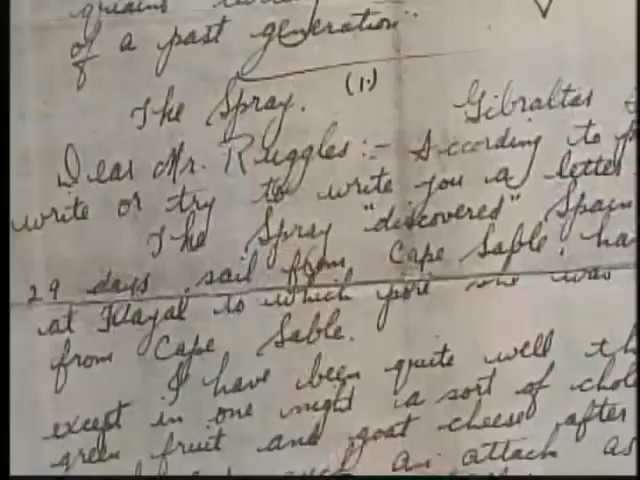 of a past generation"
The Spray. (1.) Gibraltar
Dear Mr. Ruggles:- According to
write or try to write you a letter
The Spray "discovered" Spain
29 days sail from Cape Sable, ha
at Fayal to which port she was
from Cape Sable.
I have been quite well th
except in one night a sort of chol
green fruit and goat cheese after
an attack as